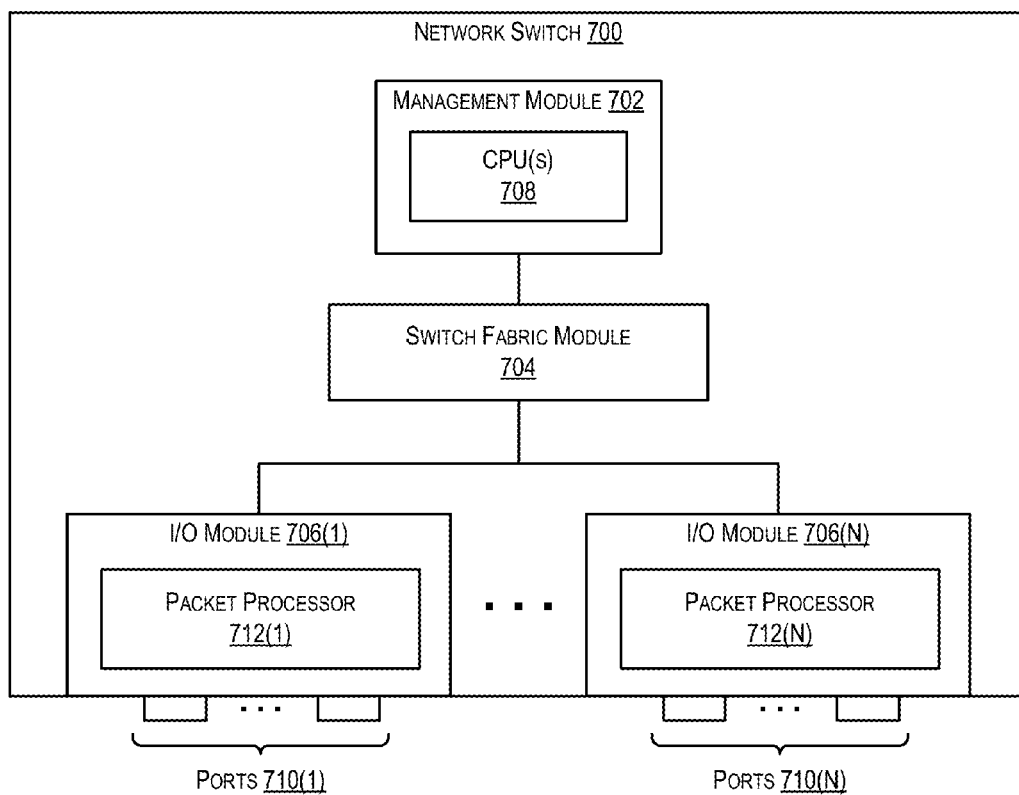 NETWORK SWITCH 700
MANAGEMENT MODULE 702
CPU(S)
708
SWITCH FABRIC MODULE
704
I/O MODULE 706(1)
PACKET PROCESSOR
712(1)
I/O MODULE 706(N)
PACKET PROCESSOR
712(N)
PORTS 710(1)
PORTS 710(N)